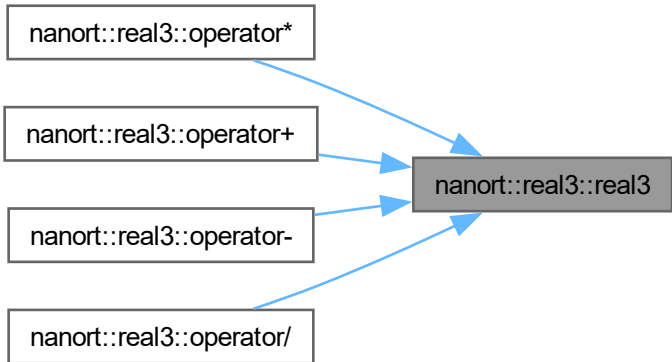 nanort::real3::operator*
nanort::real3::operator+
nanort::real3::real3
nanort::real3::operator-
nanort::real3::operator/